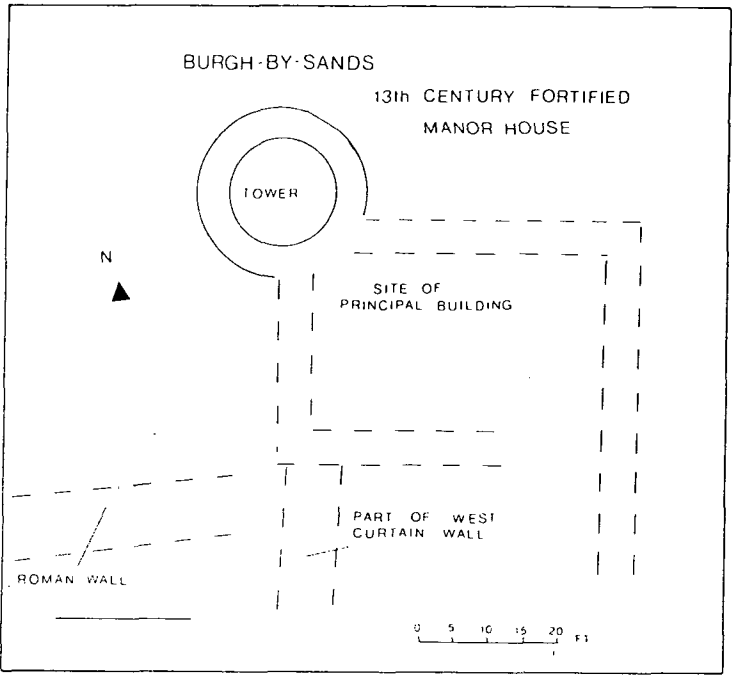 BURGH-BY-SANDS
13th CENTURY FORTIFIED
MANOR HOUSE
TOWER
N
SITE OF
PRINCIPAL BUILDING
PART OF WEST
CURTAIN WALL
ROMAN WALL
0 5 10 15 20 FT